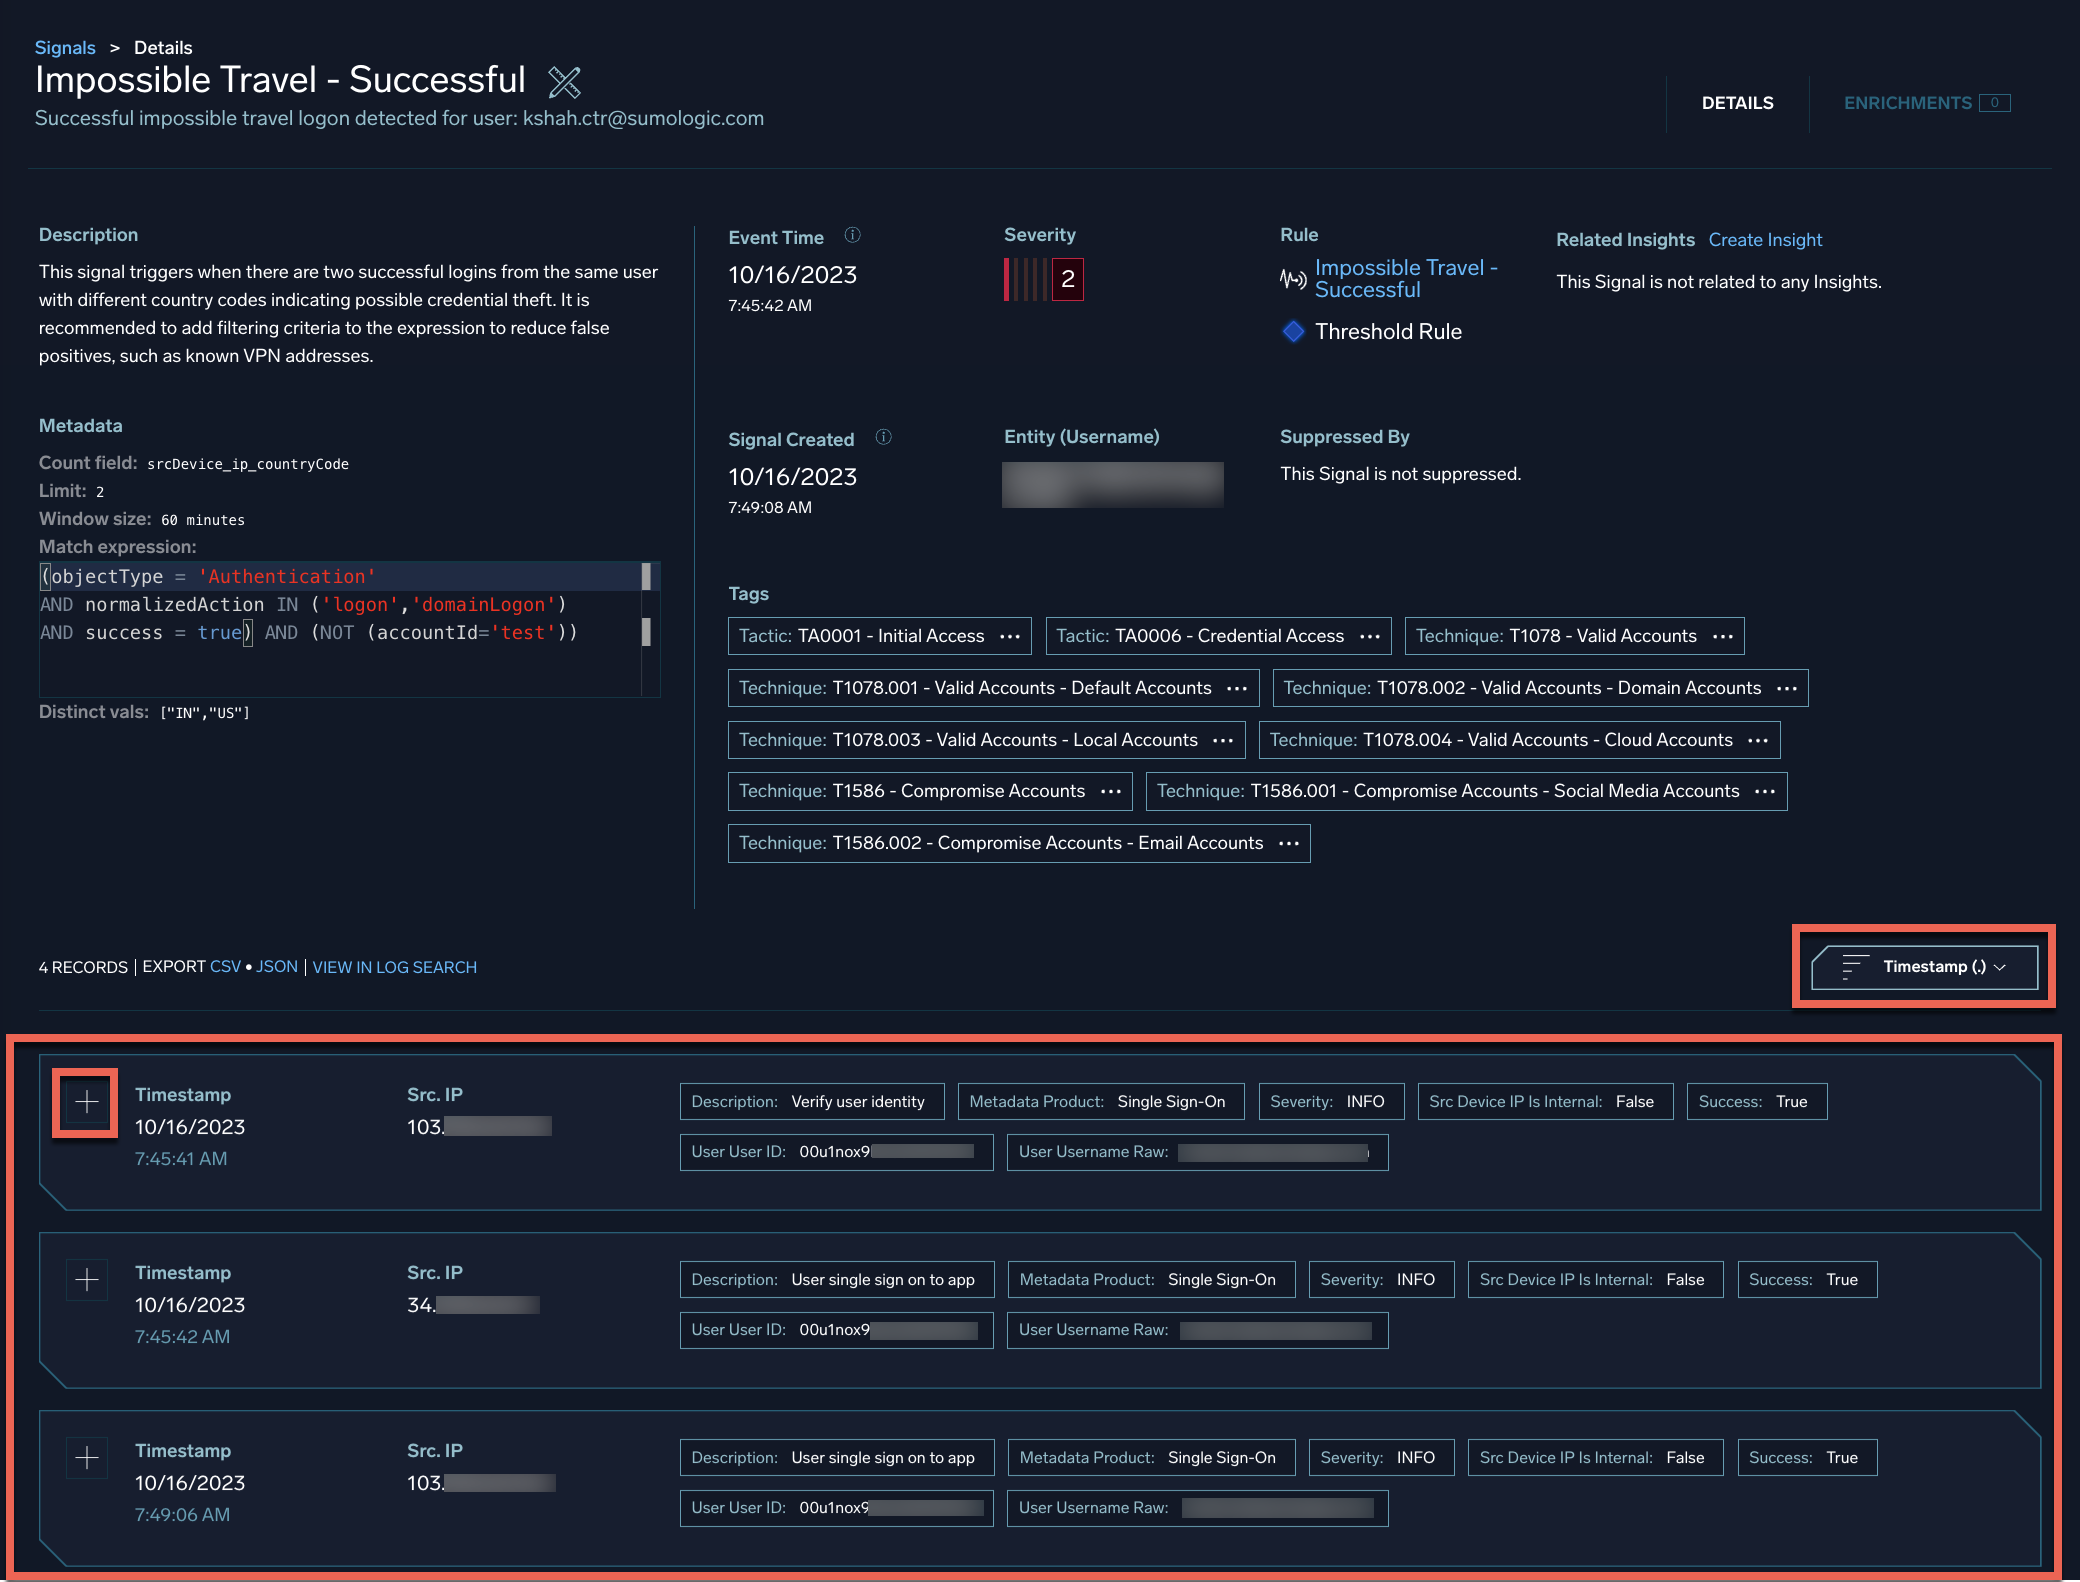 Signals > Details
Impossible Travel - Successful
Successful impossible travel logon detected for user: kshah.ctr@sumologic.com
DETAILS
ENRICHMENTS 0
Description
This signal triggers when there are two successful logins from the same user
with different country codes indicating possible credential theft. It is
recommended to add filtering criteria to the expression to reduce false
positives, such as known VPN addresses.
Metadata
Count field: srcDevice_ip_countryCode
Limit: 2
Window size: 60 minutes
Match expression:
(objectType = 'Authentication'
AND normalizedAction IN ('logon','domainLogon')
AND success = true) AND (NOT (accountId='test'))
Distinct vals: ["IN","US"]
Event Time
10/16/2023
7:45:42 AM
Severity
2
Rule
Impossible Travel -
Successful
Threshold Rule
Related Insights Create Insight
This Signal is not related to any Insights.
Signal Created
10/16/2023
7:49:08 AM
Entity (Username)
Suppressed By
This Signal is not suppressed.
Tags
Tactic: TA0001 - Initial Access ···
Tactic: TA0006 - Credential Access ···
Technique: T1078 - Valid Accounts ···
Technique: T1078.001 - Valid Accounts - Default Accounts ···
Technique: T1078.002 - Valid Accounts - Domain Accounts ···
Technique: T1078.003 - Valid Accounts - Local Accounts ···
Technique: T1078.004 - Valid Accounts - Cloud Accounts ···
Technique: T1586 - Compromise Accounts ···
Technique: T1586.001 - Compromise Accounts - Social Media Accounts ···
Technique: T1586.002 - Compromise Accounts - Email Accounts ···
4 RECORDS | EXPORT CSV • JSON | VIEW IN LOG SEARCH
Timestamp (.)
Timestamp
10/16/2023
7:45:41 AM
Src. IP
103.
Description: Verify user identity
Metadata Product: Single Sign-On
Severity: INFO
Src Device IP Is Internal: False
Success: True
User User ID: 00u1nox9
User Username Raw:
Timestamp
10/16/2023
7:45:42 AM
Src. IP
34.
Description: User single sign on to app
Metadata Product: Single Sign-On
Severity: INFO
Src Device IP Is Internal: False
Success: True
User User ID: 00u1nox9
User Username Raw:
Timestamp
10/16/2023
7:49:06 AM
Src. IP
103.
Description: User single sign on to app
Metadata Product: Single Sign-On
Severity: INFO
Src Device IP Is Internal: False
Success: True
User User ID: 00u1nox9
User Username Raw: